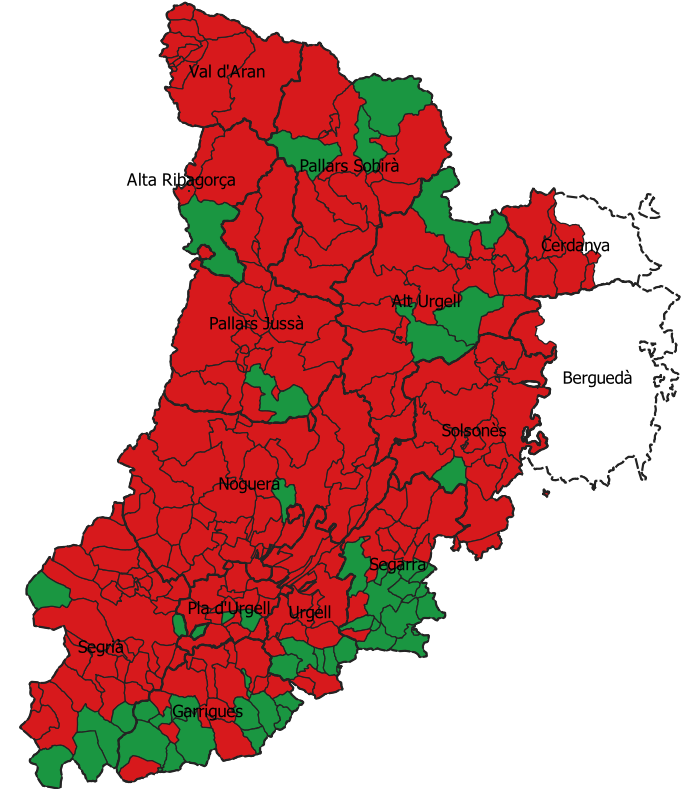 Val d'Aran
Pallars Sobirà
Alta Ribagorça
Cerdanya
Alt Urgell
Pallars Jussà
Berguedà
Solsonès
Noguera
Segarra
Pla d'Urgell
Urgell
Segrià
Garrigues